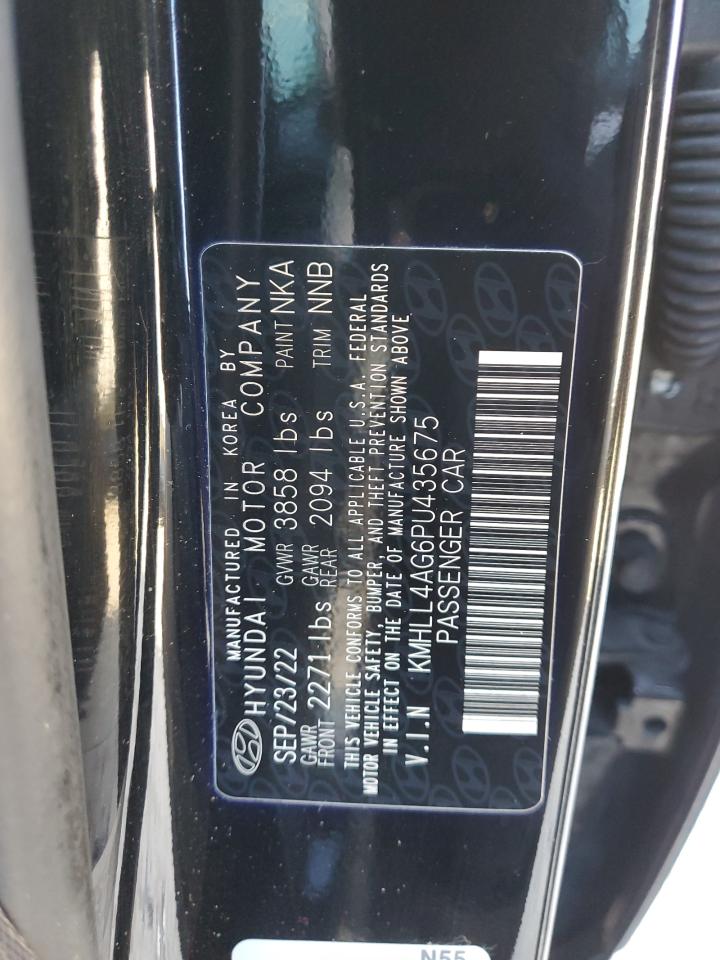 MANUFACTURED IN KOREA BY
HYUNDAI MOTOR COMPANY
SEP/23/22 GVWR 3858 lbs PAINT NKA
GAWR FRONT 2271 lbs GAWR REAR 2094 lbs TRIM NNB
THIS VEHICLE CONFORMS TO ALL APPLICABLE U.S.A. FEDERAL
MOTOR VEHICLE SAFETY, BUMPER, AND THEFT PREVENTION STANDARDS
IN EFFECT ON THE DATE OF MANUFACTURE SHOWN ABOVE
V.I.N KMHLL4AG6PU435675
PASSENGER CAR
N55